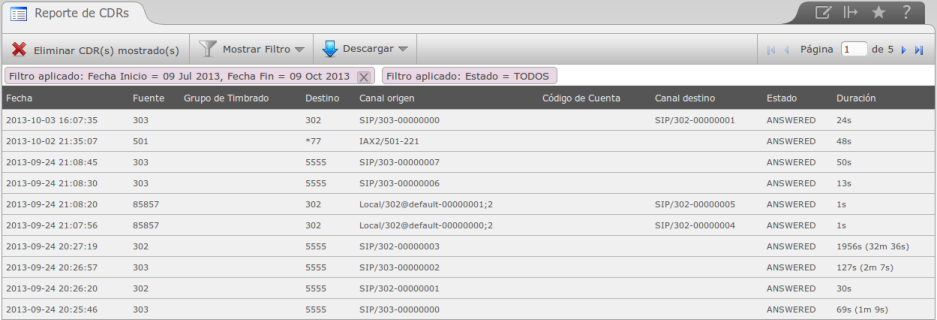 Reporte de CDRs
?
Eliminar CDR(s) mostrado(s) Mostrar Filtro Descargar Página 1 de 5
Filtro aplicado: Fecha Inicio = 09 Jul 2013, Fecha Fin = 09 Oct 2013 X Filtro aplicado: Estado = TODOS
Fecha Fuente Grupo de Timbrado Destino Canal origen Código de Cuenta Canal destino Estado Duración
2013-10-03 16:07:35 303 302 SIP/303-00000000 SIP/302-00000001 ANSWERED 24s
2013-10-02 21:35:07 501 *77 IAX2/501-221 ANSWERED 48s
2013-09-24 21:08:45 303 5555 SIP/303-00000007 ANSWERED 50s
2013-09-24 21:08:30 303 5555 SIP/303-00000006 ANSWERED 13s
2013-09-24 21:08:20 85857 302 Local/302@default-00000001;2 SIP/302-00000005 ANSWERED 1s
2013-09-24 21:07:56 85857 302 Local/302@default-00000000;2 SIP/302-00000004 ANSWERED 1s
2013-09-24 20:27:19 302 5555 SIP/302-00000003 ANSWERED 1956s (32m 36s)
2013-09-24 20:26:57 303 5555 SIP/303-00000002 ANSWERED 127s (2m 7s)
2013-09-24 20:26:20 302 5555 SIP/302-00000001 ANSWERED 30s
2013-09-24 20:25:46 303 5555 SIP/303-00000000 ANSWERED 69s (1m 9s)